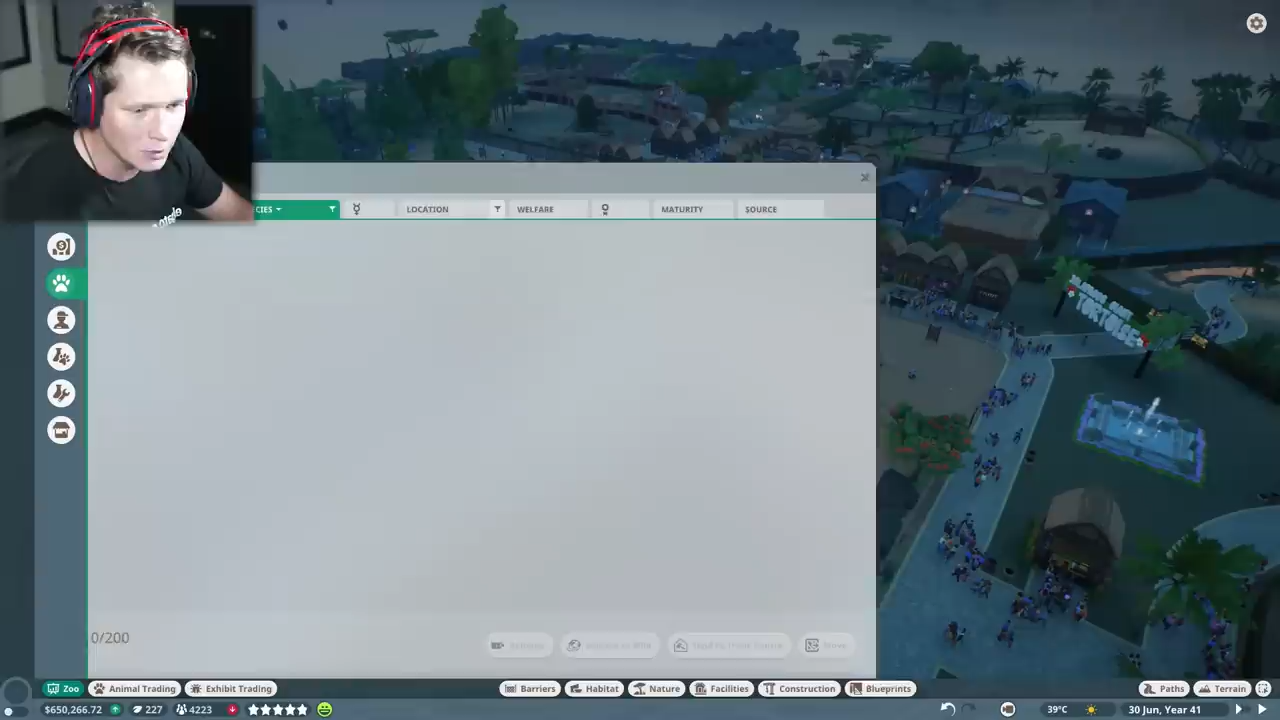 CIES
LOCATION
WELFARE
MATURITY
SOURCE
TORTOISE
0/200
Zoo
Animal Trading
Exhibit Trading
Barriers
Habitat
Nature
Facilities
Construction
Blueprints
Paths
Terrain
$650,266.72
227
4223
39°C
30 Jun, Year 41